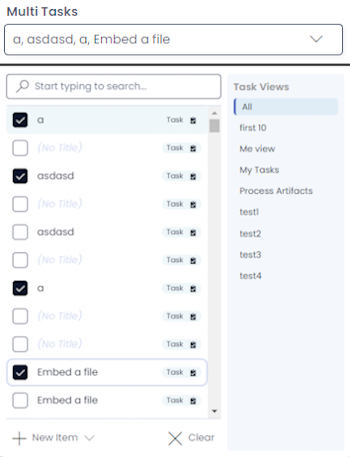 Multi Tasks
a, asdasd, a, Embed a file
Start typing to search...
a Task
(No Title) Task
asdasd Task
(No Title) Task
asdasd Task
(No Title) Task
a Task
(No Title) Task
(No Title) Task
Embed a file Task
Embed a file Task
New Item
Clear
Task Views
All
first 10
Me view
My Tasks
Process Artifacts
test1
test2
test3
test4